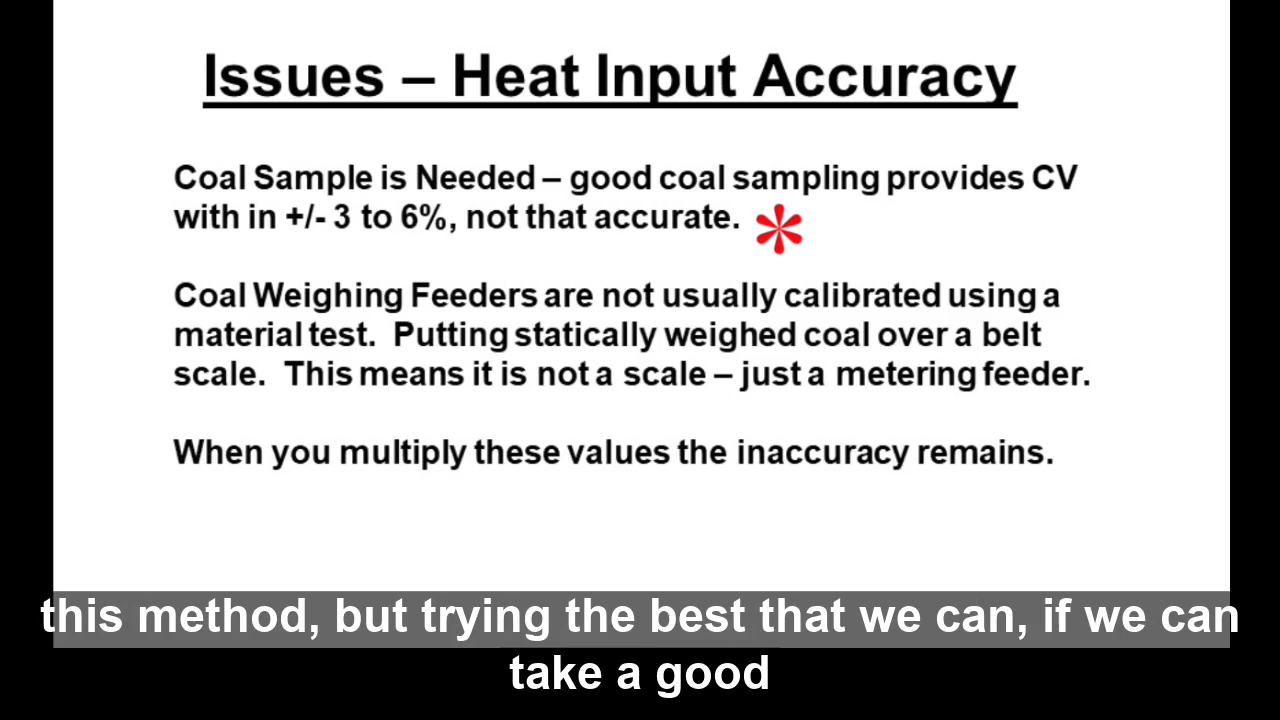 Issues – Heat Input Accuracy
Coal Sample is Needed – good coal sampling provides CV
with in +/- 3 to 6%, not that accurate. *
Coal Weighing Feeders are not usually calibrated using a
material test. Putting statically weighed coal over a belt
scale. This means it is not a scale – just a metering feeder.
When you multiply these values the inaccuracy remains.
this method, but trying the best that we can, if we can
take a good